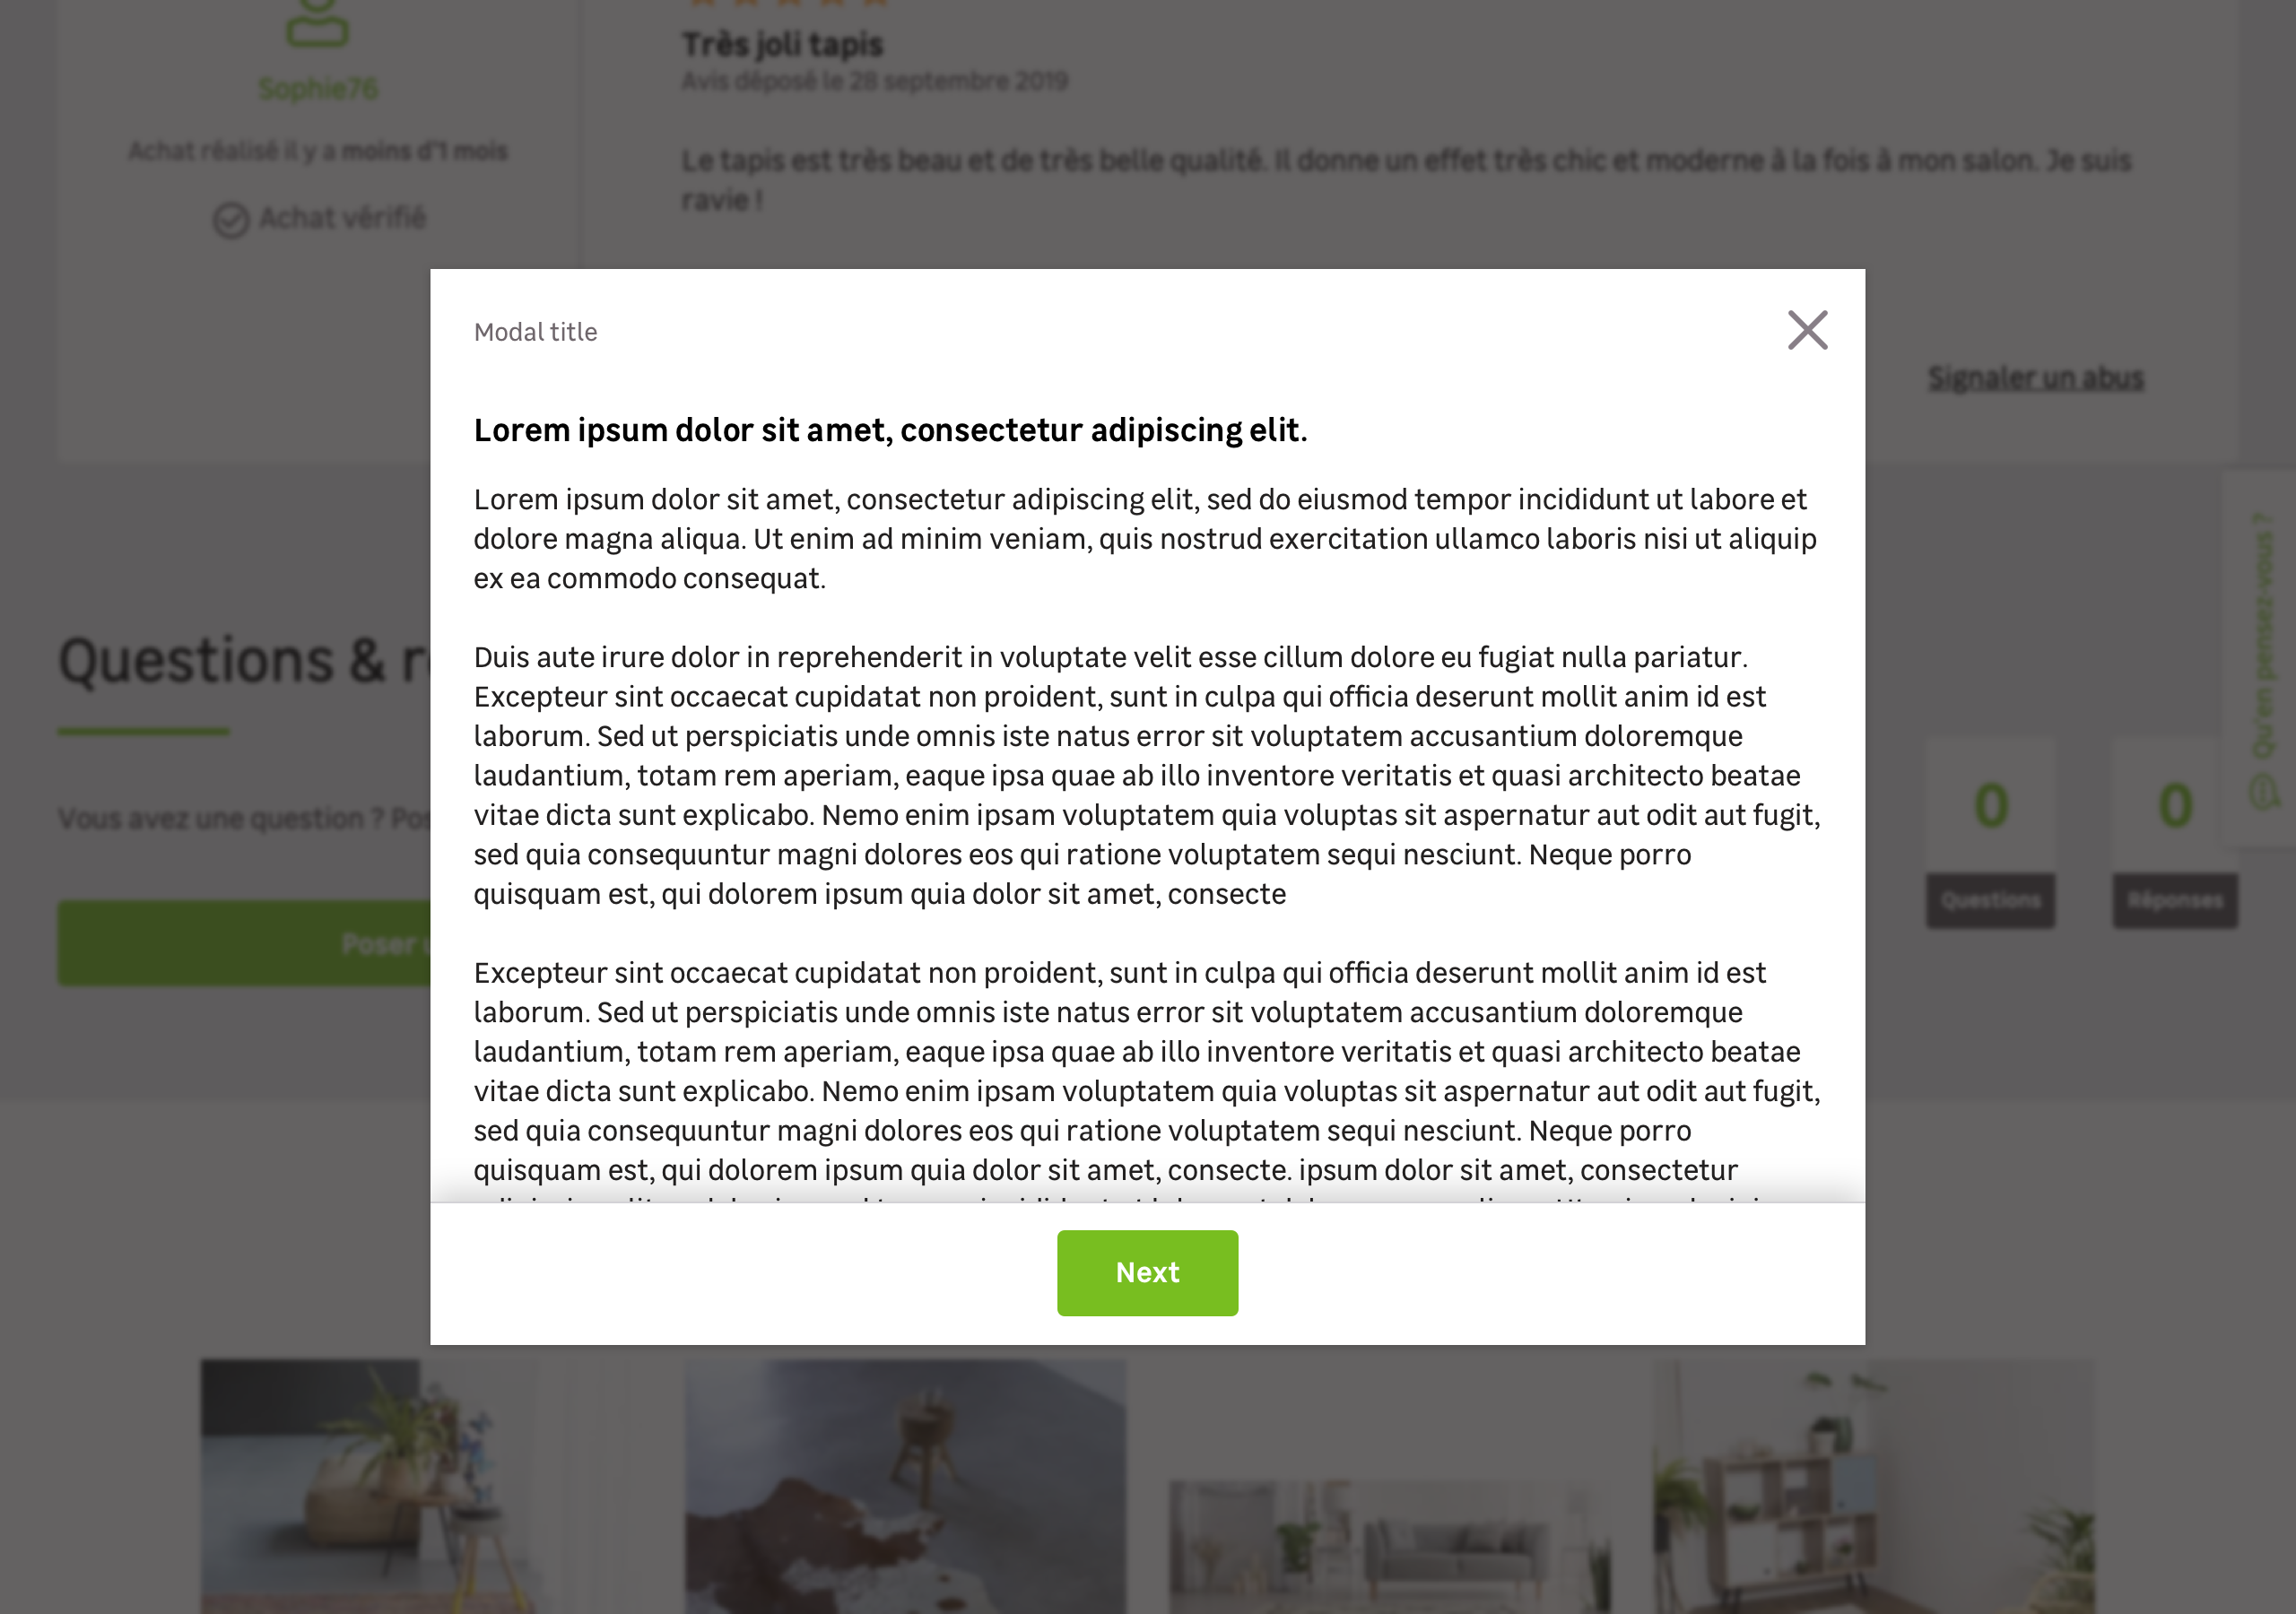 Sophie76
Achat réalisé il y a moins d'1 mois
Achat vérifié
Très joli tapis
Avis déposé le 28 septembre 2019
Le tapis est très beau et de très belle qualité. Il donne un effet très chic et moderne à la fois à mon salon. Je suis
ravie !
Signaler un abus
Modal title
Lorem ipsum dolor sit amet, consectetur adipiscing elit.
Lorem ipsum dolor sit amet, consectetur adipiscing elit, sed do eiusmod tempor incididunt ut labore et
dolore magna aliqua. Ut enim ad minim veniam, quis nostrud exercitation ullamco laboris nisi ut aliquip
ex ea commodo consequat.
Duis aute irure dolor in reprehenderit in voluptate velit esse cillum dolore eu fugiat nulla pariatur.
Excepteur sint occaecat cupidatat non proident, sunt in culpa qui officia deserunt mollit anim id est
laborum. Sed ut perspiciatis unde omnis iste natus error sit voluptatem accusantium doloremque
laudantium, totam rem aperiam, eaque ipsa quae ab illo inventore veritatis et quasi architecto beatae
vitae dicta sunt explicabo. Nemo enim ipsam voluptatem quia voluptas sit aspernatur aut odit aut fugit,
sed quia consequuntur magni dolores eos qui ratione voluptatem sequi nesciunt. Neque porro
quisquam est, qui dolorem ipsum quia dolor sit amet, consecte
Excepteur sint occaecat cupidatat non proident, sunt in culpa qui officia deserunt mollit anim id est
laborum. Sed ut perspiciatis unde omnis iste natus error sit voluptatem accusantium doloremque
laudantium, totam rem aperiam, eaque ipsa quae ab illo inventore veritatis et quasi architecto beatae
vitae dicta sunt explicabo. Nemo enim ipsam voluptatem quia voluptas sit aspernatur aut odit aut fugit,
sed quia consequuntur magni dolores eos qui ratione voluptatem sequi nesciunt. Neque porro
quisquam est, qui dolorem ipsum quia dolor sit amet, consecte. ipsum dolor sit amet, consectetur
Next
Questions &
Vous avez une question ? Pos
Poser
0
Questions
0
Réponses
Qu'en pensez-vous ?